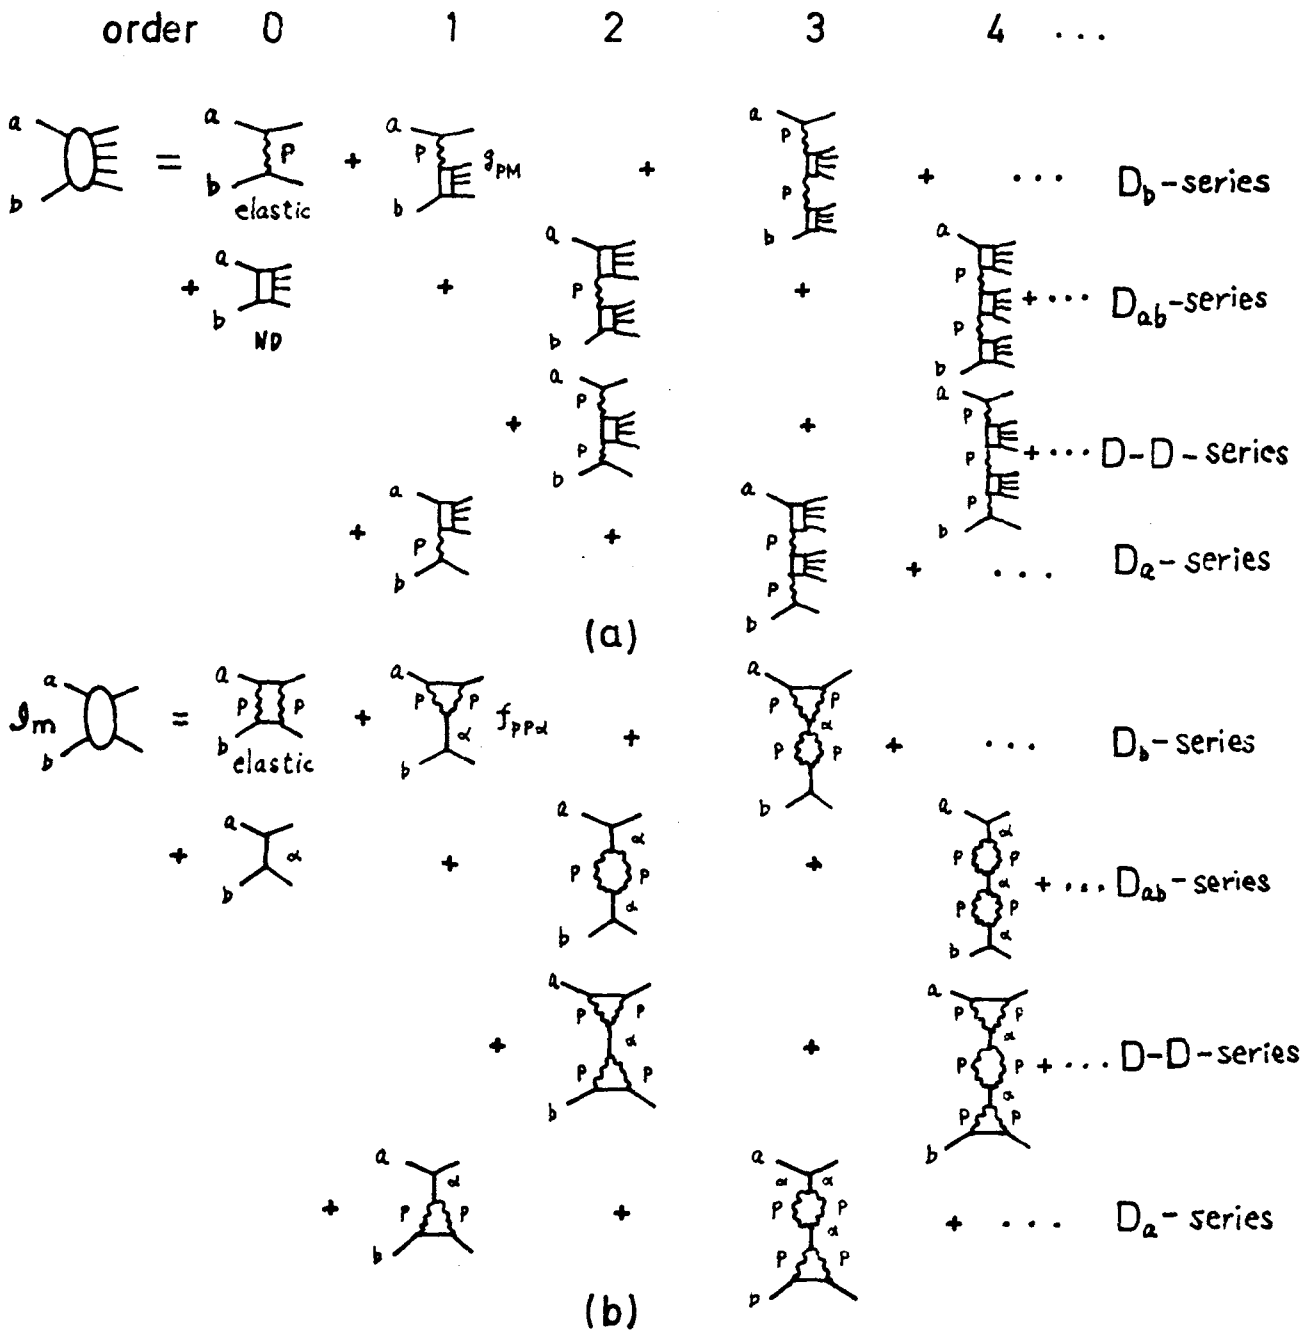 order 0 1 2 3 4 ...
a b = a P b elastic + a P b g_PM + a P P b + ... D_b-series
+ a b ND + a P b + a P P b + ... D_ab-series
+ a P P b + a P P P b + ... D-D-series
+ a P b + a P P b + ... D_a-series
(a)
Im a b = a P P b elastic + a P P α b f_PPα + a P P α P P b + ... D_b-series
+ a α b + a α P P α b + a α P P α P P α b + ... D_ab-series
+ a P P α P P b + a P P α P P α P P b + ... D-D-series
+ a α P P b + a α α P P α P P b + ... D_a-series
(b)